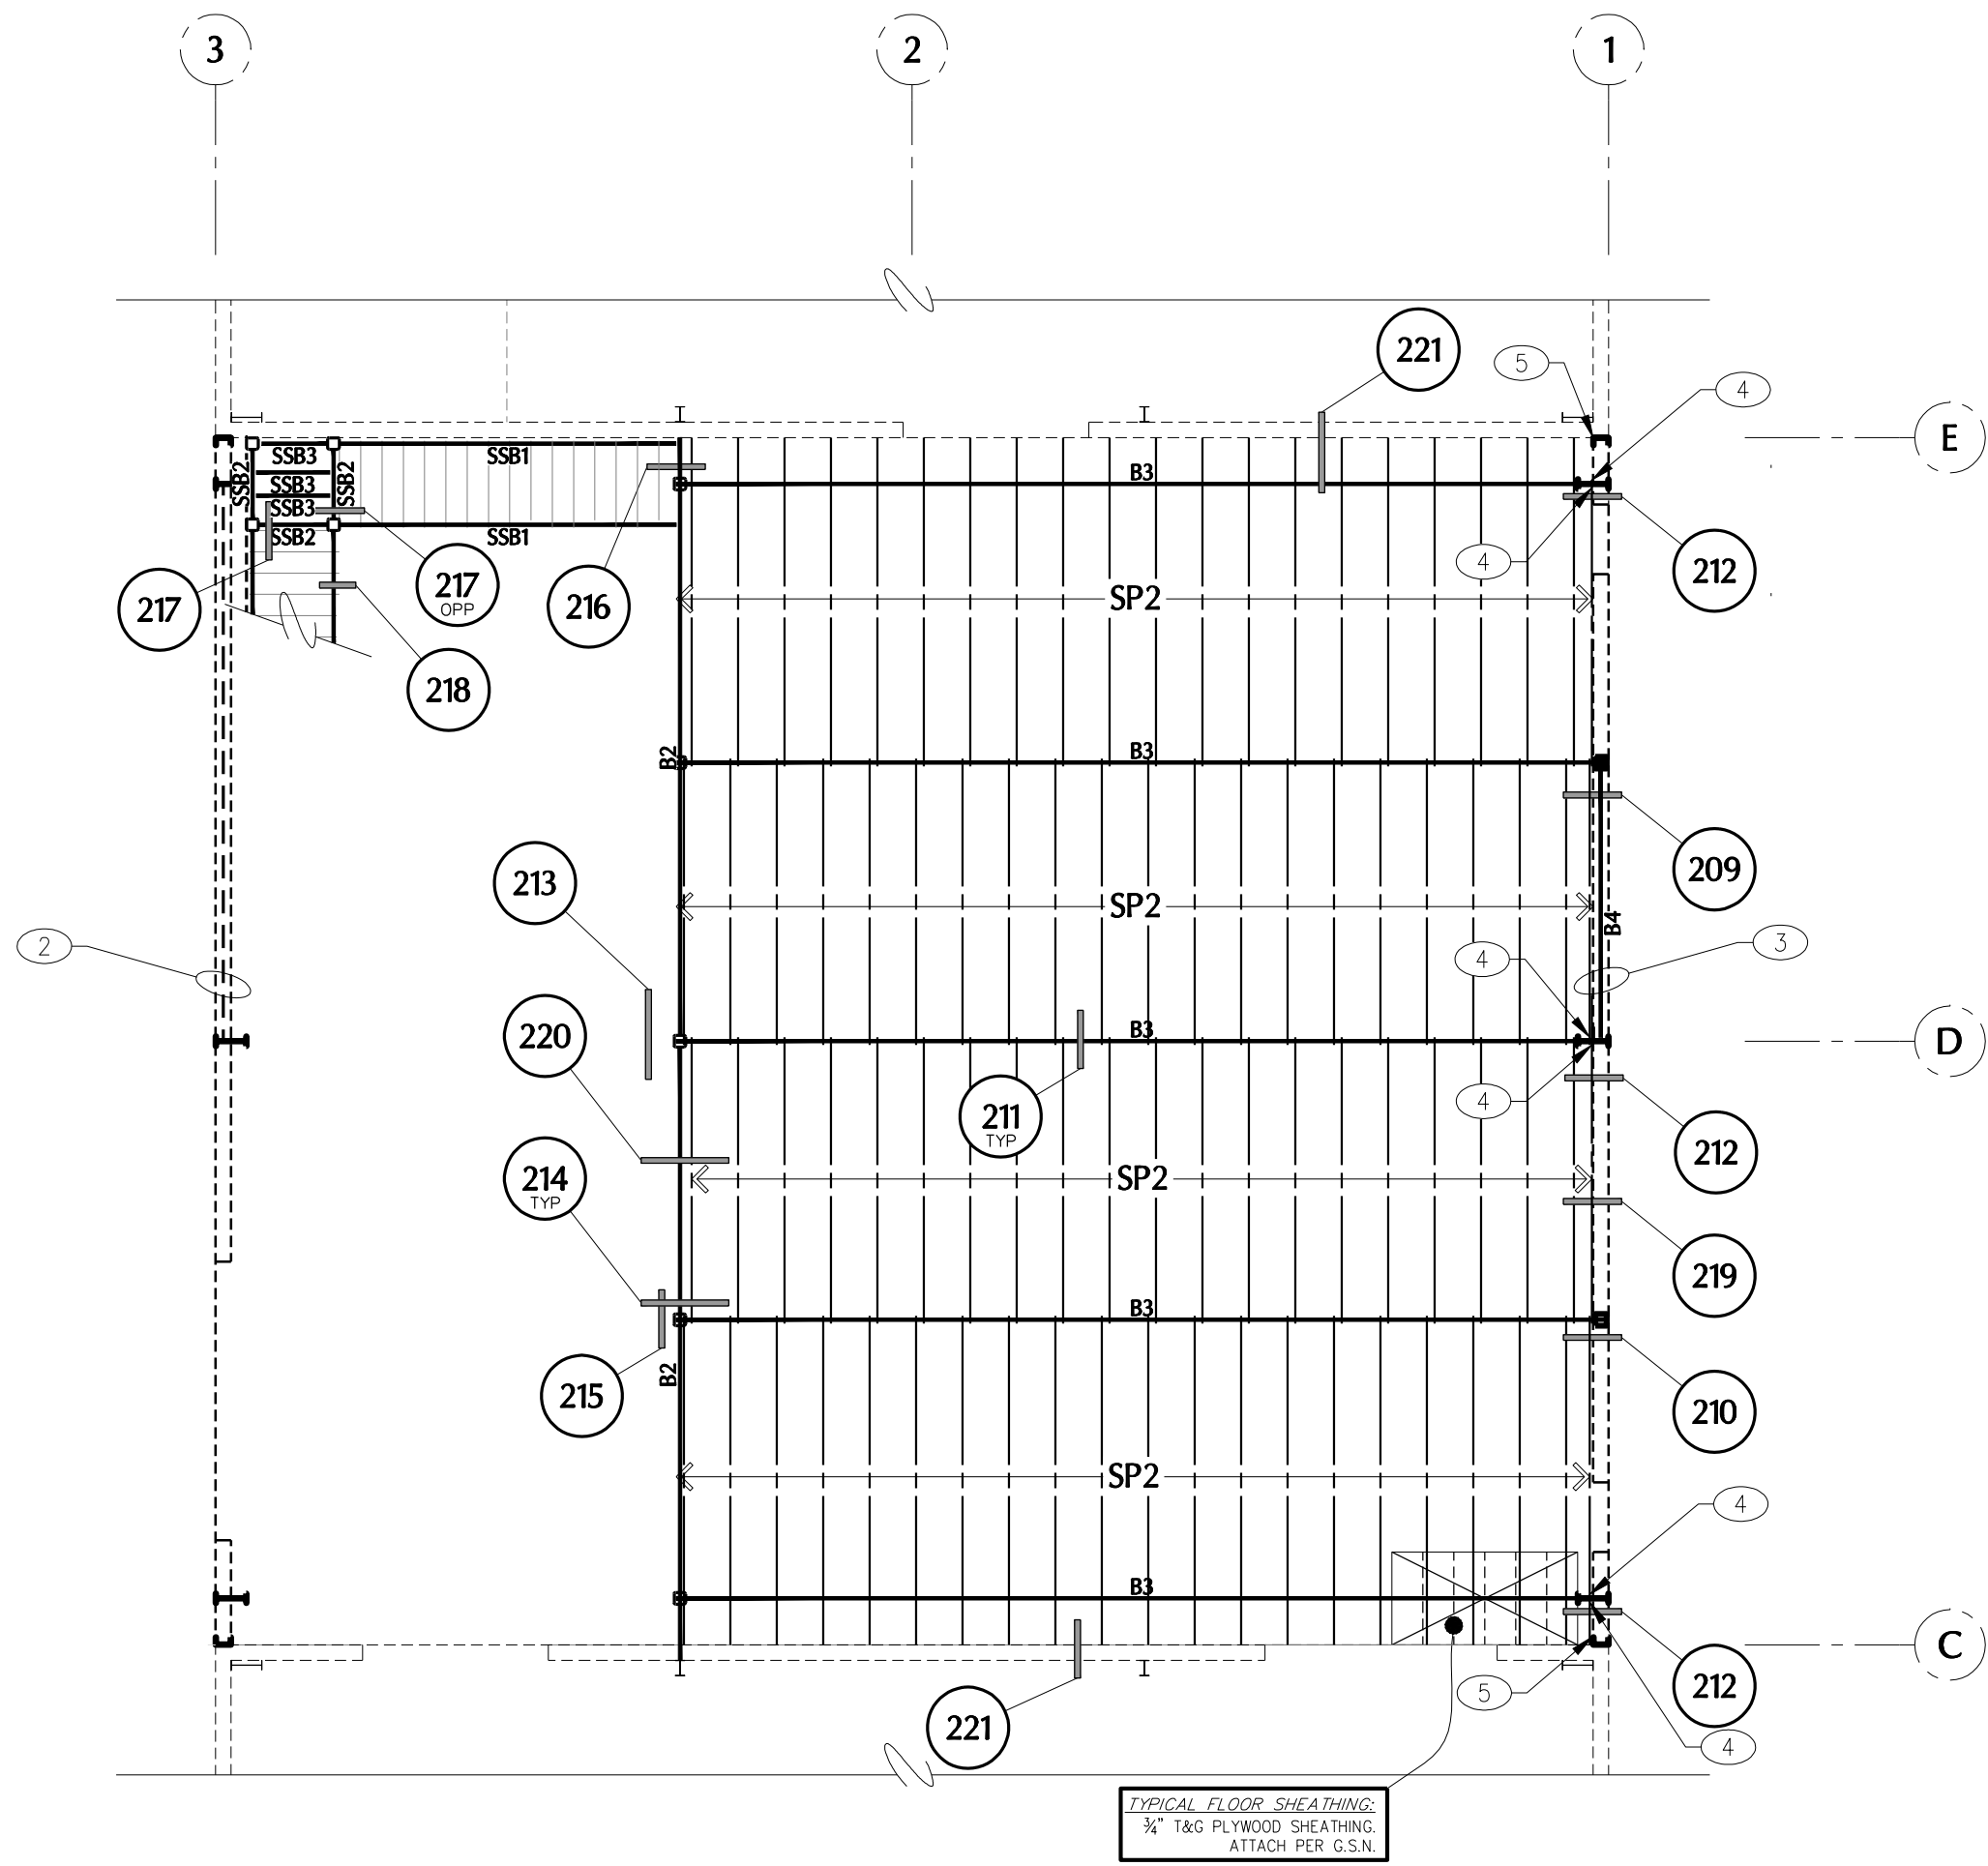 3
2
1
221
5
4
E
SSB3
SSB1
B3
SSB2
SSB2
SSB3
SSB3
SSB2
SSB1
4
212
217
217
OPP
216
SP2
218
B2
B3
213
209
SP2
B4
2
4
3
220
B3
D
4
211
TYP
212
214
TYP
SP2
219
B3
215
B2
210
SP2
4
B3
C
5
212
221
4
TYPICAL FLOOR SHEATHING:
¾" T&G PLYWOOD SHEATHING.
ATTACH PER G.S.N.